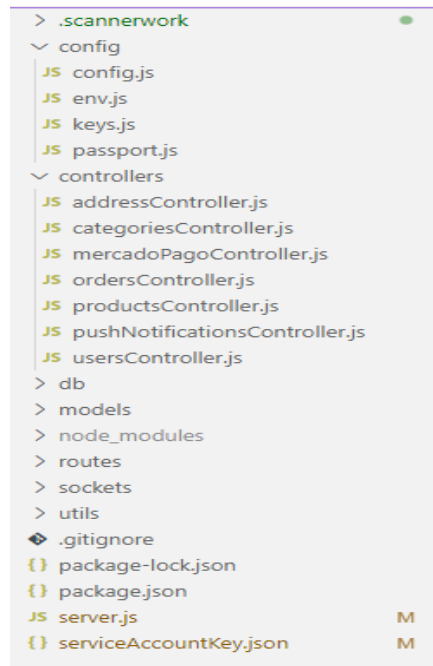 > .scannerwork
config
JS config.js
JS env.js
JS keys.js
JS passport.js
controllers
JS addressController.js
JS categoriesController.js
JS mercadoPagoController.js
JS ordersController.js
JS productsController.js
JS pushNotificationsController.js
JS usersController.js
> db
> models
> node_modules
> routes
> sockets
> utils
.gitignore
{} package-lock.json
{} package.json
JS server.js M
{} serviceAccountKey.json M